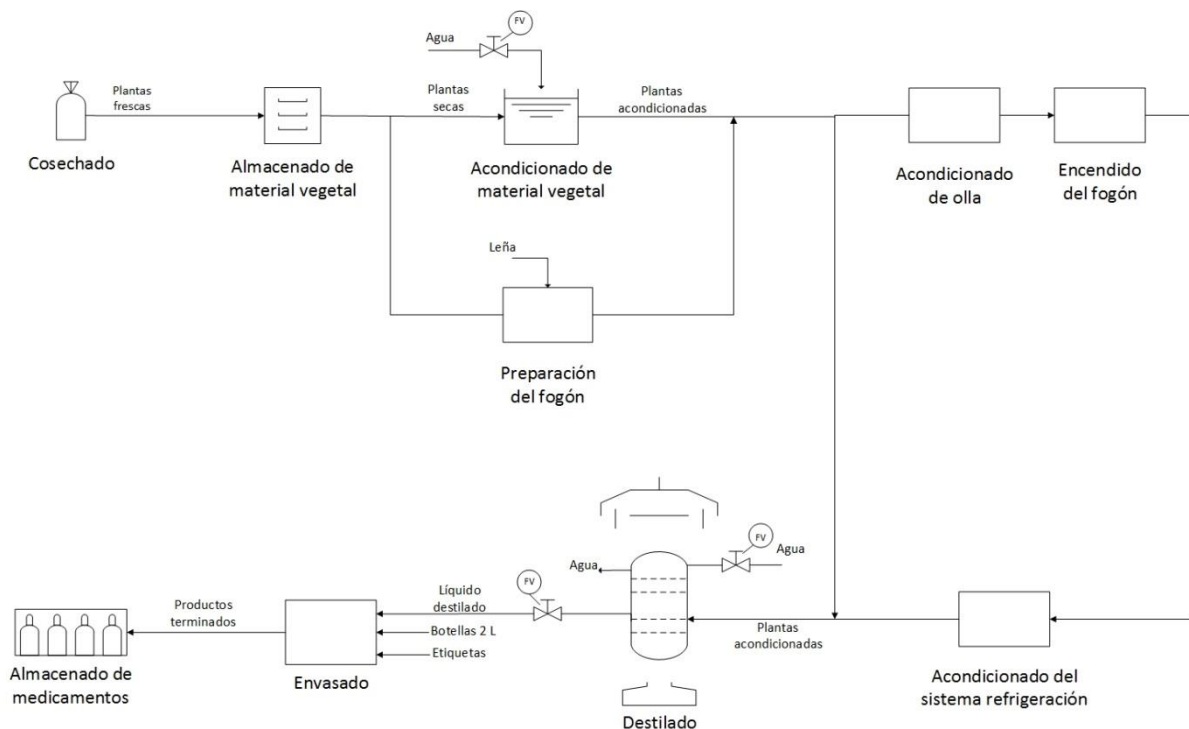 FV
Agua
Plantas
frescas
Plantas
secas
Plantas
acondicionadas
Cosechado
Almacenado de
material vegetal
Acondicionado de
material vegetal
Acondicionado
de olla
Encendido
del fogón
Leña
Preparación
del fogón
FV
Agua
Agua
FV
Líquido
destilado
Productos
terminados
Botellas 2 L
Etiquetas
Plantas
acondicionadas
Almacenado de
medicamentos
Envasado
Destilado
Acondicionado del
sistema refrigeración